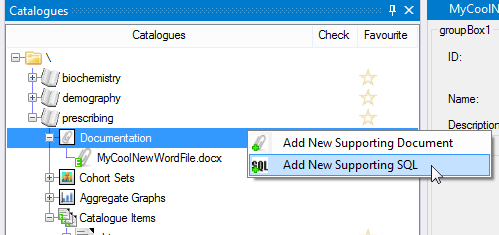 Catalogues
MyCoolN
Catalogues Check Favourite
\
biochemistry
demography
prescribing
Documentation
MyCoolNewWordFile.docx
Cohort Sets
Aggregate Graphs
Catalogue Items
Add New Supporting Document
SQL Add New Supporting SQL
groupBox1
ID:
Name:
Description